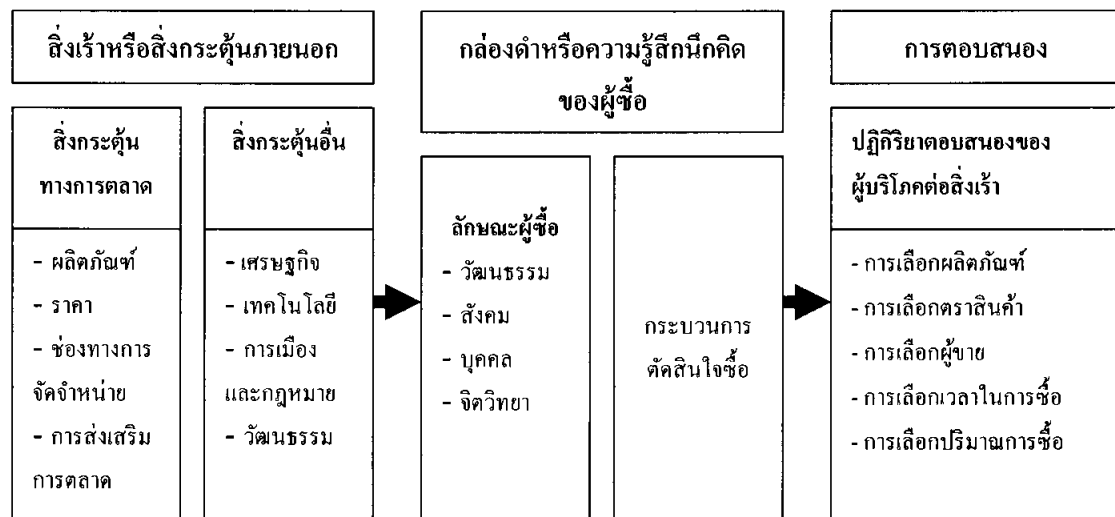 สิ่งเร้าหรือสิ่งกระตุ้นภายนอก
สิ่งกระตุ้น
ทางการตลาด
- ผลิตภัณฑ์
- ราคา
- ช่องทางการ
จัดจำหน่าย
- การส่งเสริม
การตลาด
สิ่งกระตุ้นอื่น
- เศรษฐกิจ
- เทคโนโลยี
- การเมือง
และกฎหมาย
- วัฒนธรรม
กล่องดำหรือความรู้สึกนึกคิด
ของผู้ซื้อ
ลักษณะผู้ซื้อ
- วัฒนธรรม
- สังคม
- บุคคล
- จิตวิทยา
กระบวนการ
ตัดสินใจซื้อ
การตอบสนอง
ปฏิกิริยาตอบสนองของ
ผู้บริโภคต่อสิ่งเร้า
- การเลือกผลิตภัณฑ์
- การเลือกตราสินค้า
- การเลือกผู้ขาย
- การเลือกเวลาในการซื้อ
- การเลือกปริมาณการซื้อ